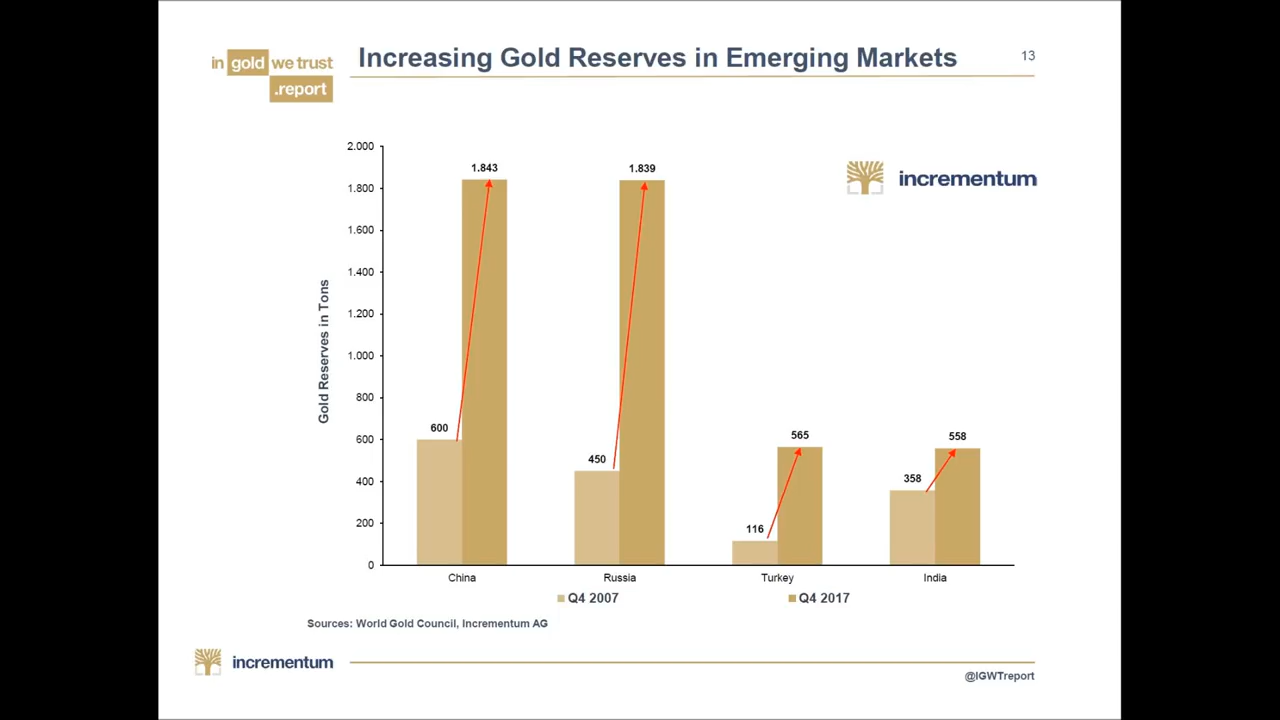 in gold we trust
.report
Increasing Gold Reserves in Emerging Markets
13
incrementum
Gold Reserves in Tons
2.000
1.800
1.600
1.400
1.200
1.000
800
600
400
200
0
600
1.843
450
1.839
116
565
358
558
China
Russia
Turkey
India
Q4 2007
Q4 2017
Sources: World Gold Council, Incrementum AG
incrementum
@IGWTreport